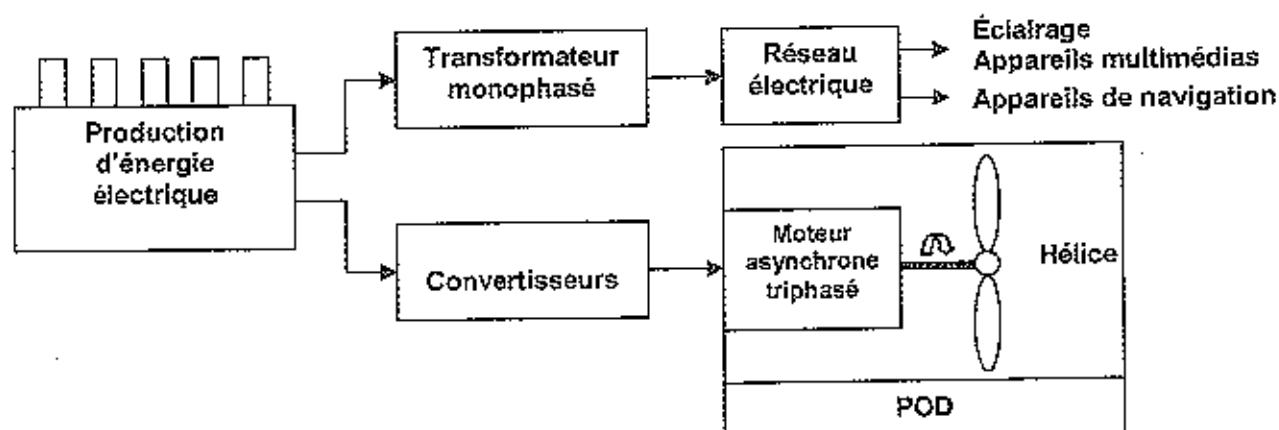 Production
d'énergie
électrique
Transformateur
monophasé
Réseau
électrique
Éclairage
Appareils multimédias
Appareils de navigation
Convertisseurs
Moteur
asynchrone
triphasé
Hélice
POD